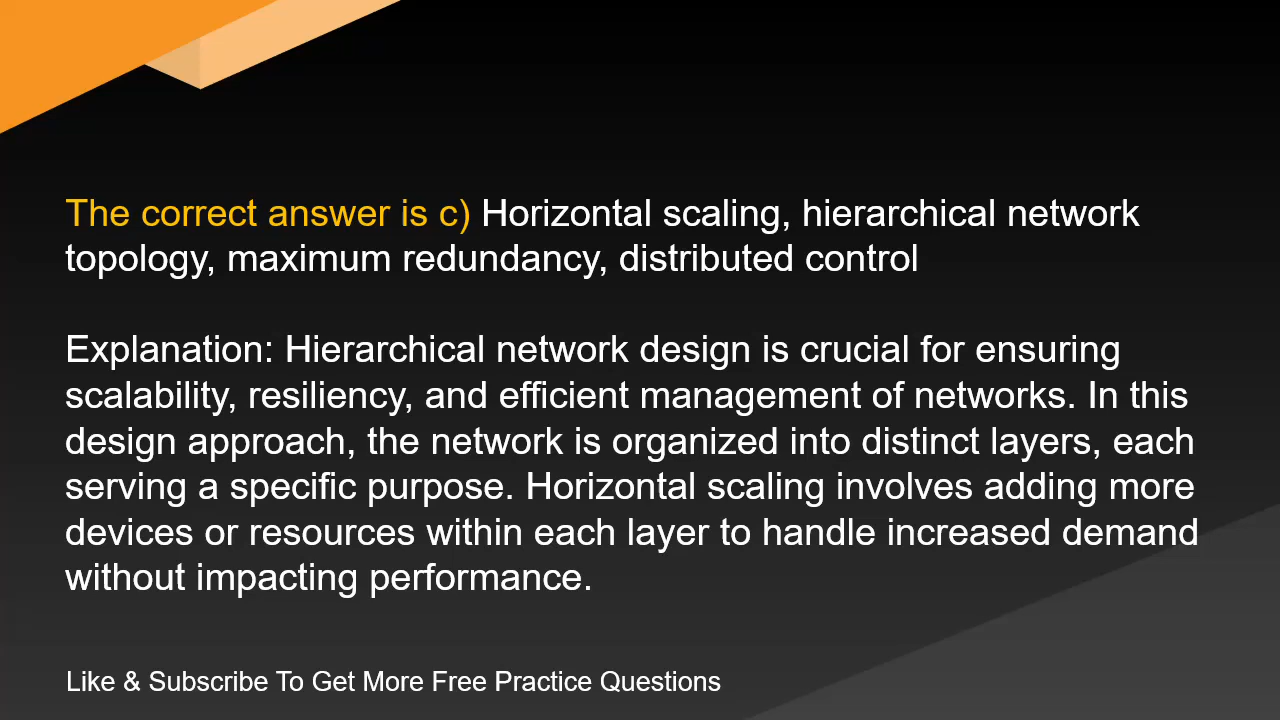 The correct answer is c) Horizontal scaling, hierarchical network
topology, maximum redundancy, distributed control
Explanation: Hierarchical network design is crucial for ensuring
scalability, resiliency, and efficient management of networks. In this
design approach, the network is organized into distinct layers, each
serving a specific purpose. Horizontal scaling involves adding more
devices or resources within each layer to handle increased demand
without impacting performance.
Like & Subscribe To Get More Free Practice Questions